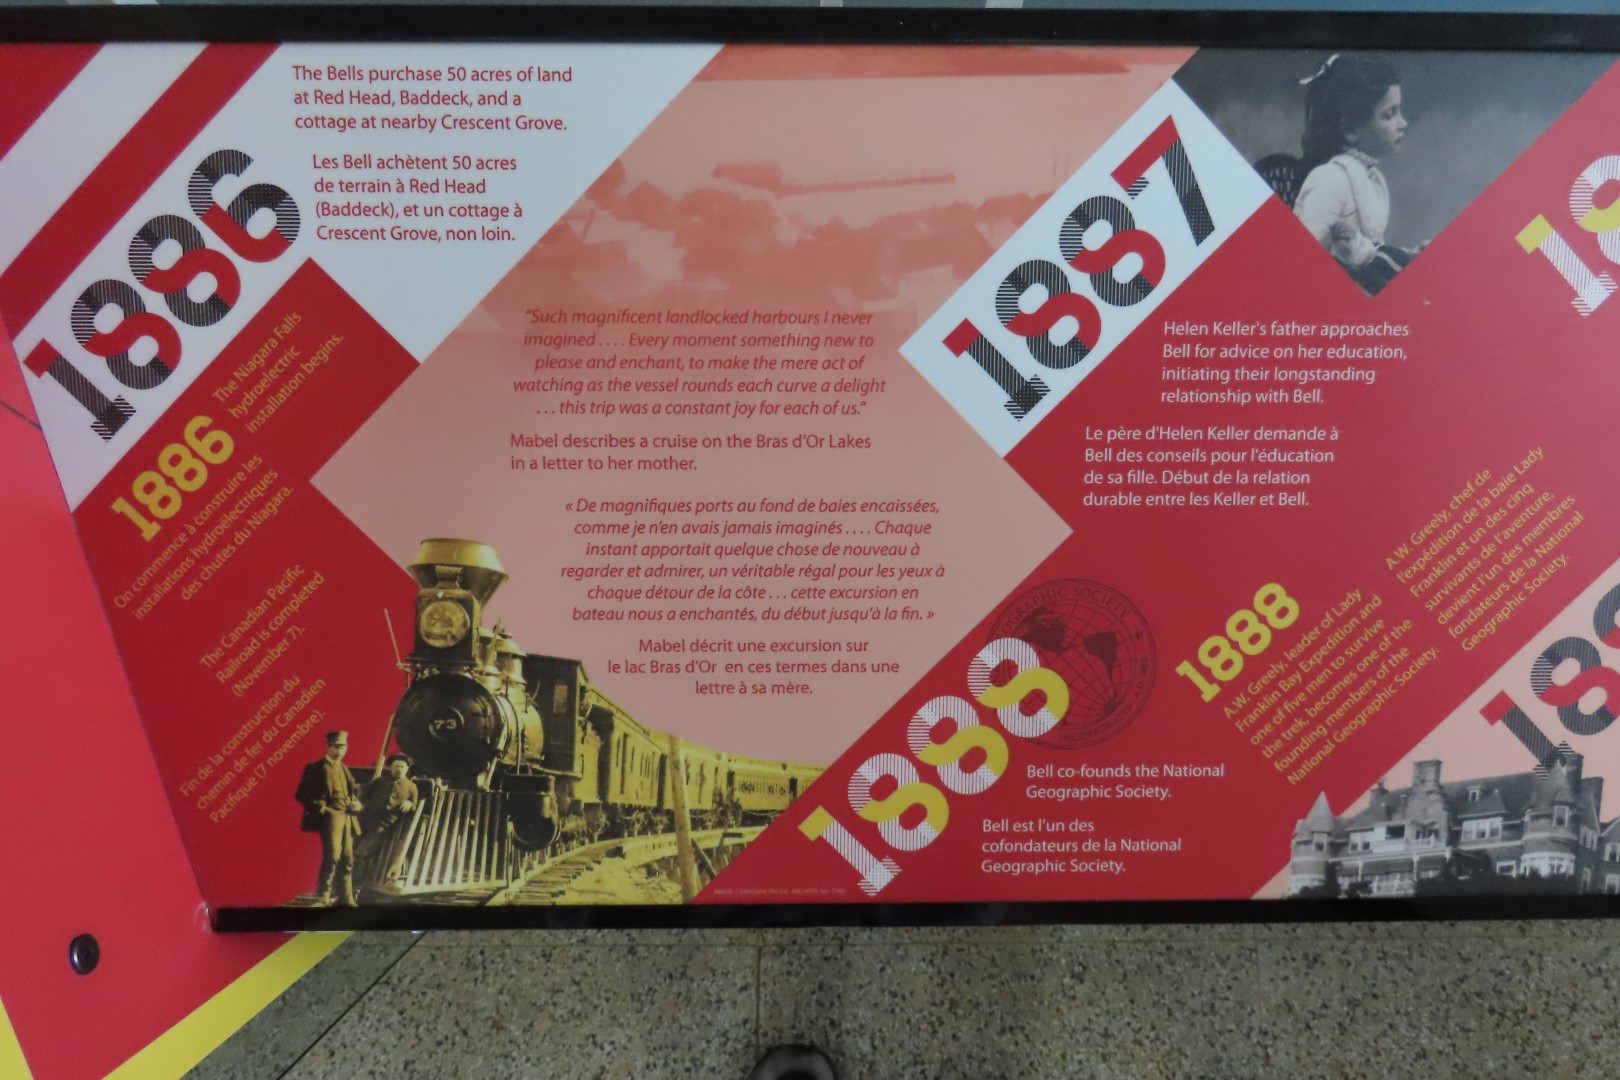 1886
The Bells purchase 50 acres of land
at Red Head, Baddeck, and a
cottage at nearby Crescent Grove.
Les Bell achètent 50 acres
de terrain à Red Head
(Baddeck), et un cottage à
Crescent Grove, non loin.
1886
The Niagara Falls
hydroelectric
installation begins.
On commence à construire les
installations hydroélectriques
des chutes du Niagara.
The Canadian Pacific
Railroad is completed
(November 7).
Fin de la construction du
chemin de fer du Canadien
Pacifique (7 novembre).
"Such magnificent landlocked harbours I never
imagined . . . . Every moment something new to
please and enchant, to make the mere act of
watching as the vessel rounds each curve a delight
. . . this trip was a constant joy for each of us."
Mabel describes a cruise on the Bras d'Or Lakes
in a letter to her mother.
« De magnifiques ports au fond de baies encaissées,
comme je n'en avais jamais imaginés . . . . Chaque
instant apportait quelque chose de nouveau à
regarder et admirer, un véritable régal pour les yeux à
chaque détour de la côte . . . cette excursion en
bateau nous a enchantés, du début jusqu'à la fin. »
Mabel décrit une excursion sur
le lac Bras d'Or en ces termes dans une
lettre à sa mère.
73
1887
Helen Keller's father approaches
Bell for advice on her education,
initiating their longstanding
relationship with Bell.
Le père d'Helen Keller demande à
Bell des conseils pour l'éducation
de sa fille. Début de la relation
durable entre les Keller et Bell.
1888
GRAPHIC SOCIETY
INCORPORATED
Bell co-founds the National
Geographic Society.
Bell est l'un des
cofondateurs de la National
Geographic Society.
1888
A.W. Greely, leader of Lady
Franklin Bay Expedition and
one of five men to survive
the trek, becomes one of the
founding members of the
National Geographic Society.
A.W. Greely, chef de
l'expédition de la baie Lady
Franklin et un des cinq
survivants de l'aventure,
devient l'un des membres
fondateurs de la National
Geographic Society.